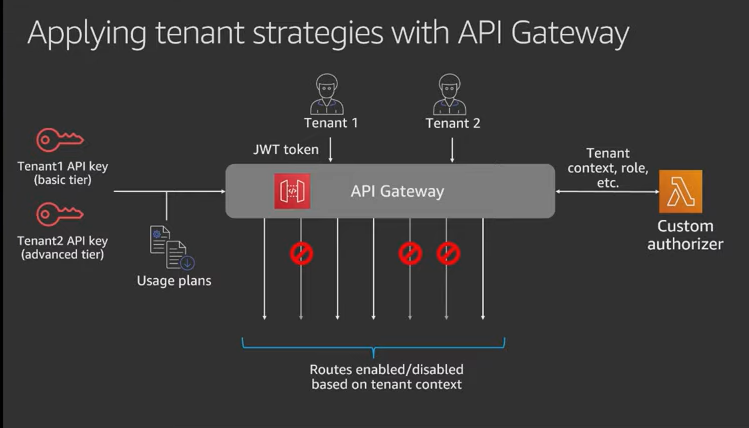 Applying tenant strategies with API Gateway
Tenant 1
Tenant 2
JWT token
Tenant1 API key
(basic tier)
Tenant2 API key
(advanced tier)
Usage plans
API Gateway
Tenant
context, role,
etc.
Custom
authorizer
Routes enabled/disabled
based on tenant context